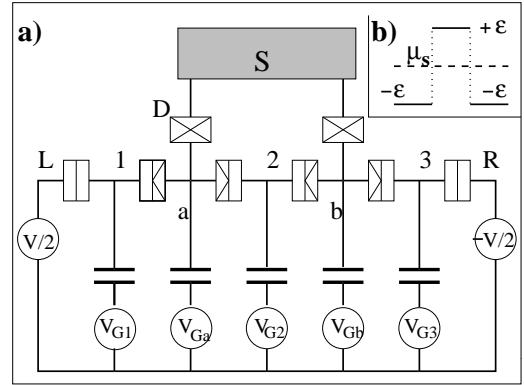 a)
S
b)
+ε
μs
−ε −ε
D
L 1 2 3 R
a b
V/2 −V/2
VG1 VGa VG2 VGb VG3